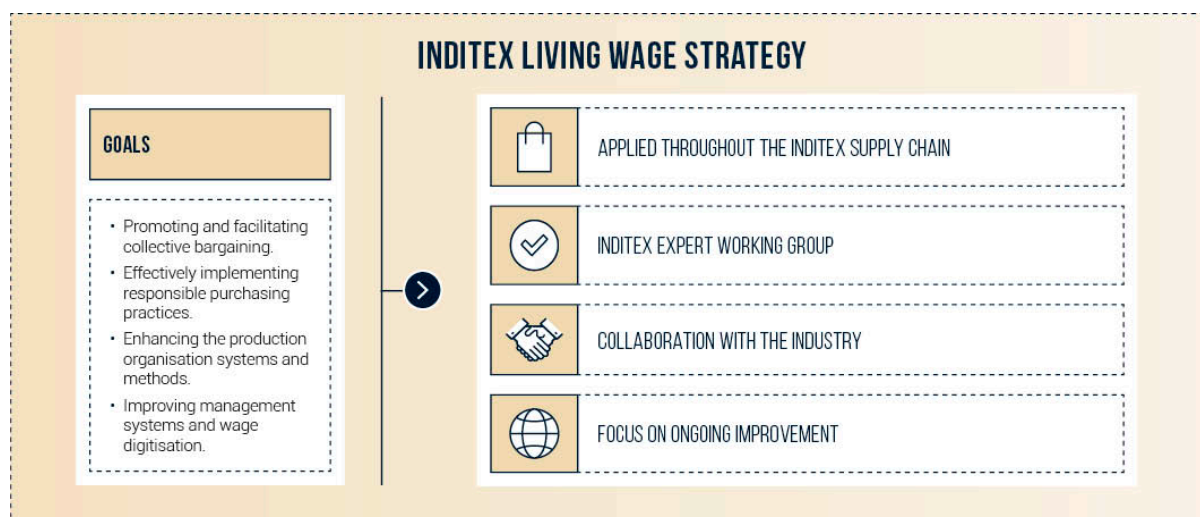 INDITEX LIVING WAGE STRATEGY
GOALS
• Promoting and facilitating
collective bargaining.
• Effectively implementing
responsible purchasing
practices.
• Enhancing the production
organisation systems and
methods.
• Improving management
systems and wage
digitisation.
APPLIED THROUGHOUT THE INDITEX SUPPLY CHAIN
INDITEX EXPERT WORKING GROUP
COLLABORATION WITH THE INDUSTRY
FOCUS ON ONGOING IMPROVEMENT